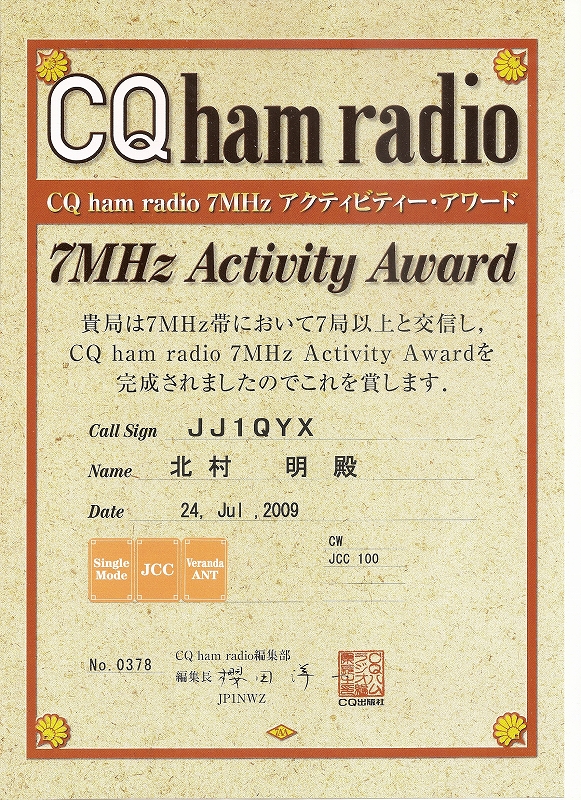 CQ ham radio
CQ ham radio 7MHz アクティビティー・アワード
7MHz Activity Award
貴局は7MHz帯において7局以上と交信し，
CQ ham radio 7MHz Activity Awardを
完成されましたのでこれを賞します．
Call Sign JJ1QYX
Name 北村 明 殿
Date 24, Jul ,2009
Single
Mode
JCC
Veranda
ANT
CW
JCC 100
No.0378
CQ ham radio編集部
編集長 櫻田洋一
JP1NWZ
CQ出版社